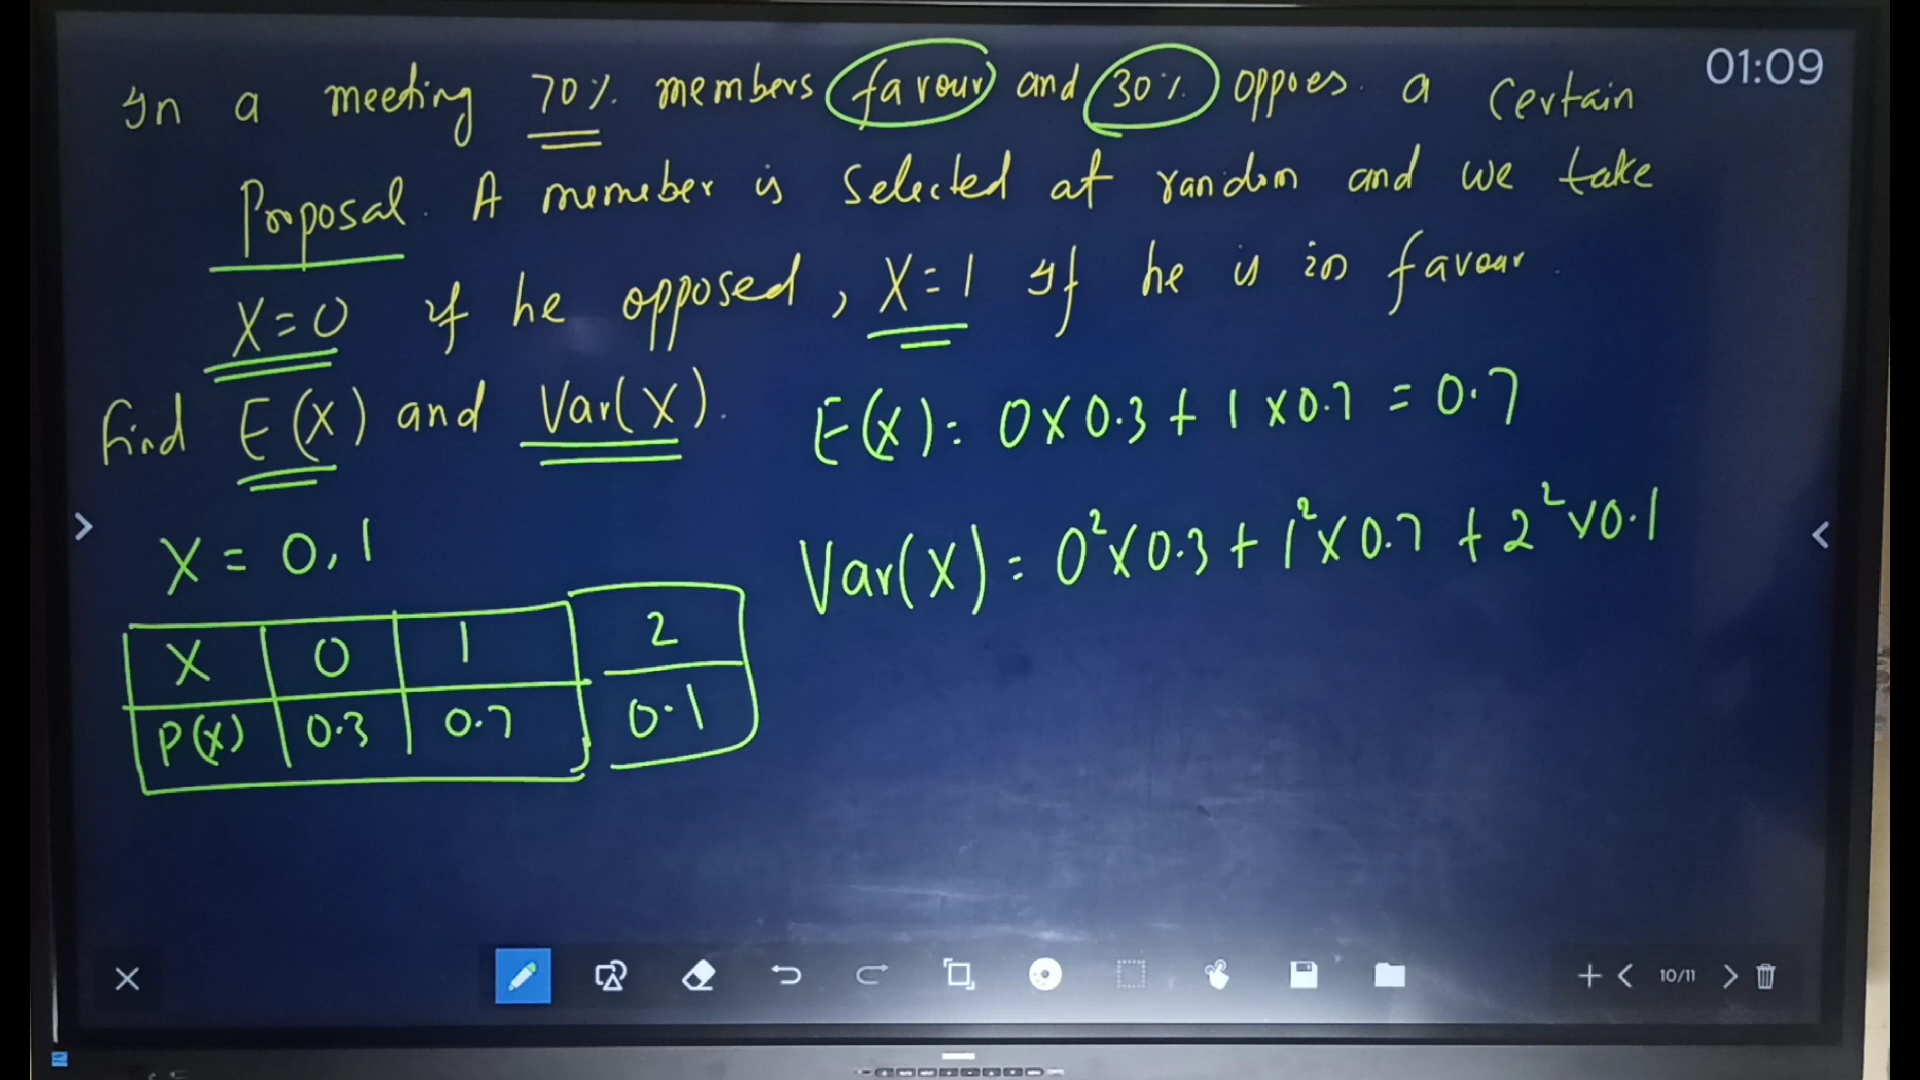 01:09
In a meeting 70% members favour and 30% oppoes. a certain
Proposal. A memeber is selected at random and we take
X=0 if he opposed, X=1 If he is in favour.
find E(X) and Var(X).
E(X)= 0×0.3+1×0.7=0.7
X=0,1
Var(X)=0²×0.3+1²×0.7+2²×0.1
X 0 1 2
P(X) 0.3 0.7 0.1
10/11